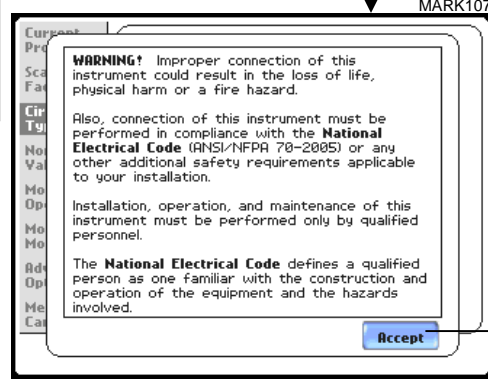 MARK107
Current
WARNING! Improper connection of this
instrument could result in the loss of life,
physical harm or a fire hazard.
Also, connection of this instrument must be
performed in compliance with the National
Electrical Code (ANSI/NFPA 70-2005) or any
other additional safety requirements applicable
to your installation.
Installation, operation, and maintenance of this
instrument must be performed only by qualified
personnel.
The National Electrical Code defines a qualified
person as one familiar with the construction and
operation of the equipment and the hazards
involved.
Accept